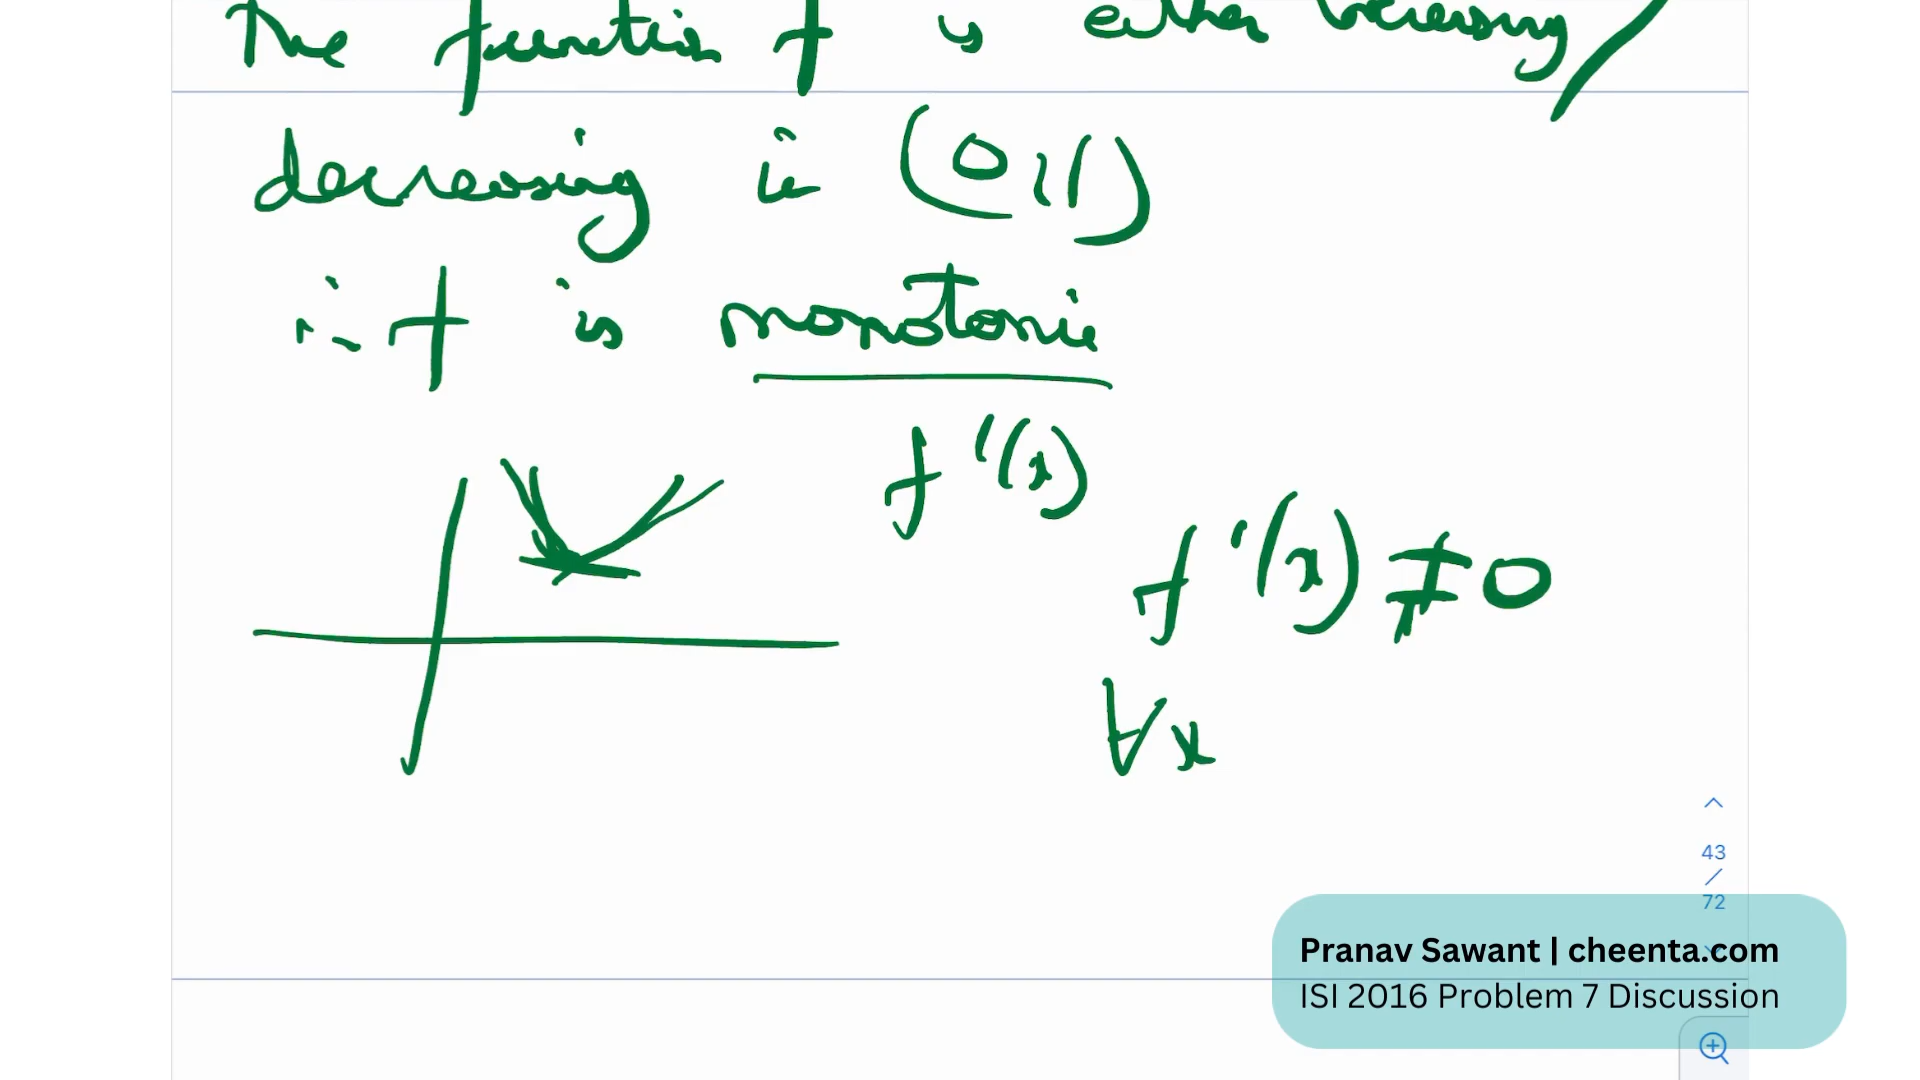 The function f is either increasing/
decreasing in (0,1)
∴ f is monotonic
f'(x)
f'(x) ≠ 0
∀x
43
/
72
Pranav Sawant | cheenta.com
ISI 2016 Problem 7 Discussion